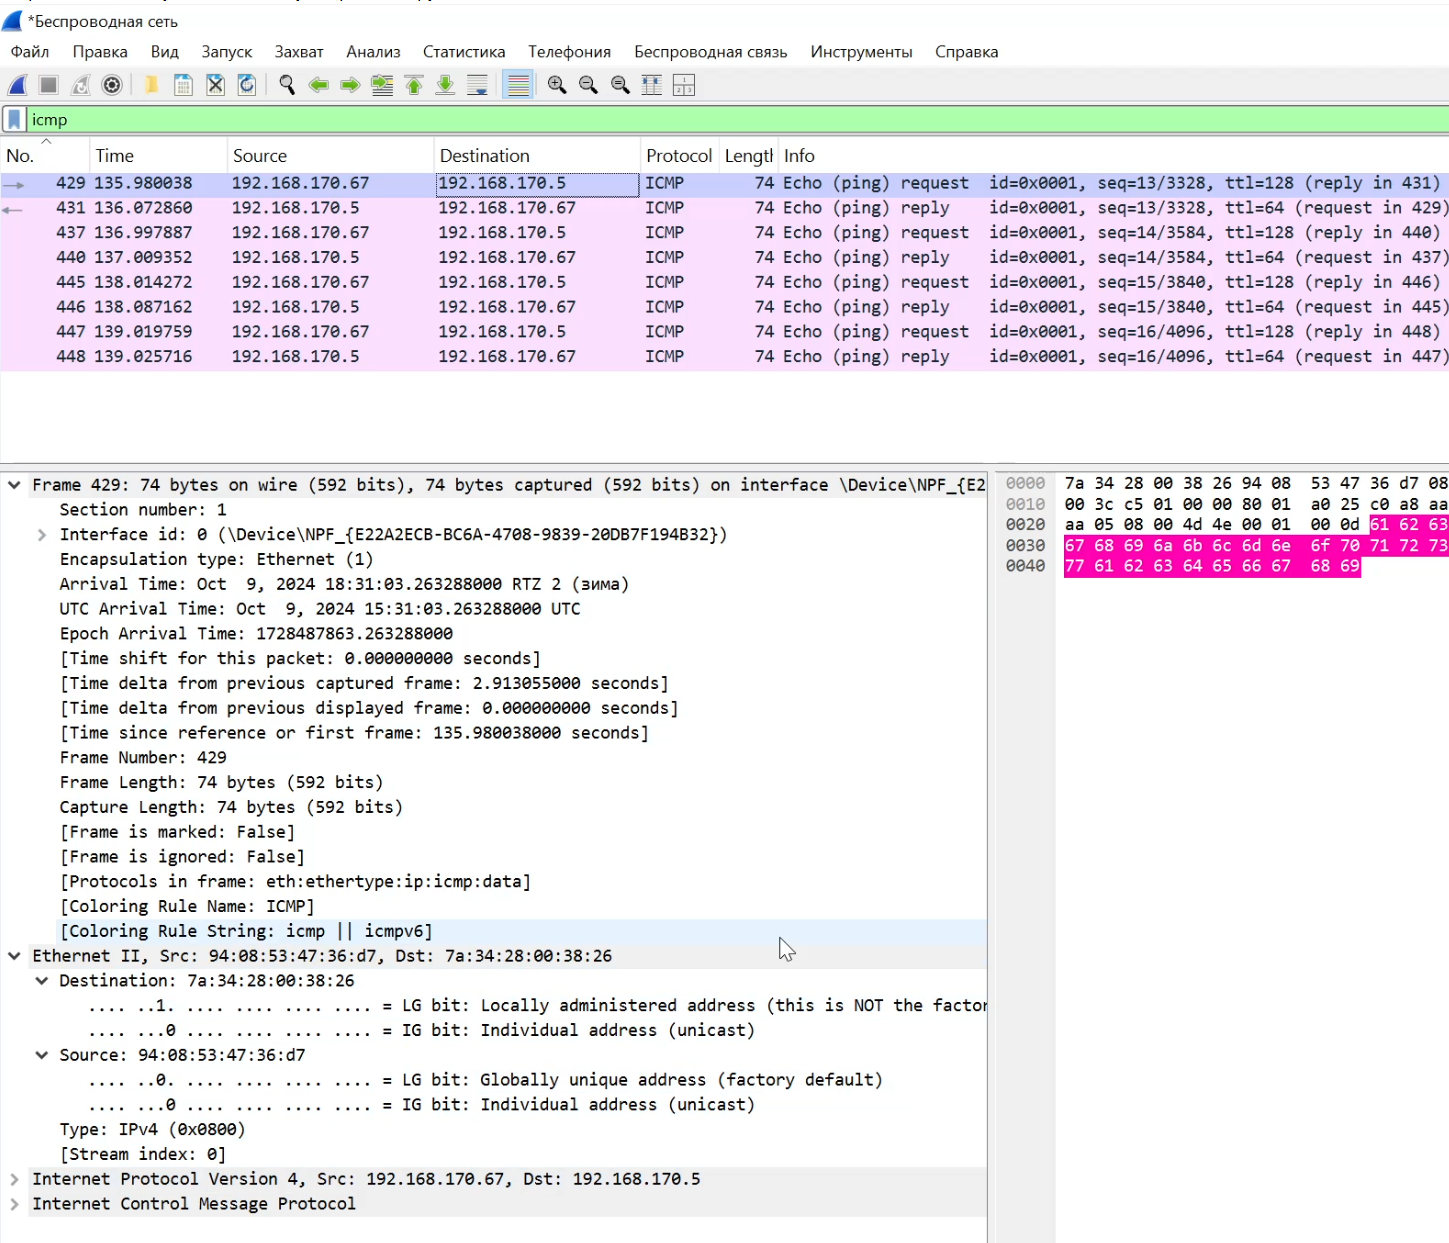 *Беспроводная сеть
Файл Правка Вид Запуск Захват Анализ Статистика Телефония Беспроводная связь Инструменты Справка
icmp
No. Time Source Destination Protocol Lengtl Info
429 135.980038 192.168.170.67 192.168.170.5 ICMP 74 Echo (ping) request id=0x0001, seq=13/3328, ttl=128 (reply in 431)
431 136.072860 192.168.170.5 192.168.170.67 ICMP 74 Echo (ping) reply id=0x0001, seq=13/3328, ttl=64 (request in 429)
437 136.997887 192.168.170.67 192.168.170.5 ICMP 74 Echo (ping) request id=0x0001, seq=14/3584, ttl=128 (reply in 440)
440 137.009352 192.168.170.5 192.168.170.67 ICMP 74 Echo (ping) reply id=0x0001, seq=14/3584, ttl=64 (request in 437)
445 138.014272 192.168.170.67 192.168.170.5 ICMP 74 Echo (ping) request id=0x0001, seq=15/3840, ttl=128 (reply in 446)
446 138.087162 192.168.170.5 192.168.170.67 ICMP 74 Echo (ping) reply id=0x0001, seq=15/3840, ttl=64 (request in 445)
447 139.019759 192.168.170.67 192.168.170.5 ICMP 74 Echo (ping) request id=0x0001, seq=16/4096, ttl=128 (reply in 448)
448 139.025716 192.168.170.5 192.168.170.67 ICMP 74 Echo (ping) reply id=0x0001, seq=16/4096, ttl=64 (request in 447)
Frame 429: 74 bytes on wire (592 bits), 74 bytes captured (592 bits) on interface \Device\NPF_{E2
Section number: 1
Interface id: 0 (\Device\NPF_{E22A2ECB-BC6A-4708-9839-20DB7F194B32})
Encapsulation type: Ethernet (1)
Arrival Time: Oct 9, 2024 18:31:03.263288000 RTZ 2 (зима)
UTC Arrival Time: Oct 9, 2024 15:31:03.263288000 UTC
Epoch Arrival Time: 1728487863.263288000
[Time shift for this packet: 0.000000000 seconds]
[Time delta from previous captured frame: 2.913055000 seconds]
[Time delta from previous displayed frame: 0.000000000 seconds]
[Time since reference or first frame: 135.980038000 seconds]
Frame Number: 429
Frame Length: 74 bytes (592 bits)
Capture Length: 74 bytes (592 bits)
[Frame is marked: False]
[Frame is ignored: False]
[Protocols in frame: eth:ethertype:ip:icmp:data]
[Coloring Rule Name: ICMP]
[Coloring Rule String: icmp || icmpv6]
Ethernet II, Src: 94:08:53:47:36:d7, Dst: 7a:34:28:00:38:26
Destination: 7a:34:28:00:38:26
.... ..1. .... .... .... .... = LG bit: Locally administered address (this is NOT the factor
.... ...0 .... .... .... .... = IG bit: Individual address (unicast)
Source: 94:08:53:47:36:d7
.... ..0. .... .... .... .... = LG bit: Globally unique address (factory default)
.... ...0 .... .... .... .... = IG bit: Individual address (unicast)
Type: IPv4 (0x0800)
[Stream index: 0]
Internet Protocol Version 4, Src: 192.168.170.67, Dst: 192.168.170.5
Internet Control Message Protocol
0000 7a 34 28 00 38 26 94 08 53 47 36 d7 08
0010 00 3c c5 01 00 00 80 01 a0 25 c0 a8 aa
0020 aa 05 08 00 4d 4e 00 01 00 0d 61 62 63
0030 67 68 69 6a 6b 6c 6d 6e 6f 70 71 72 73
0040 77 61 62 63 64 65 66 67 68 69